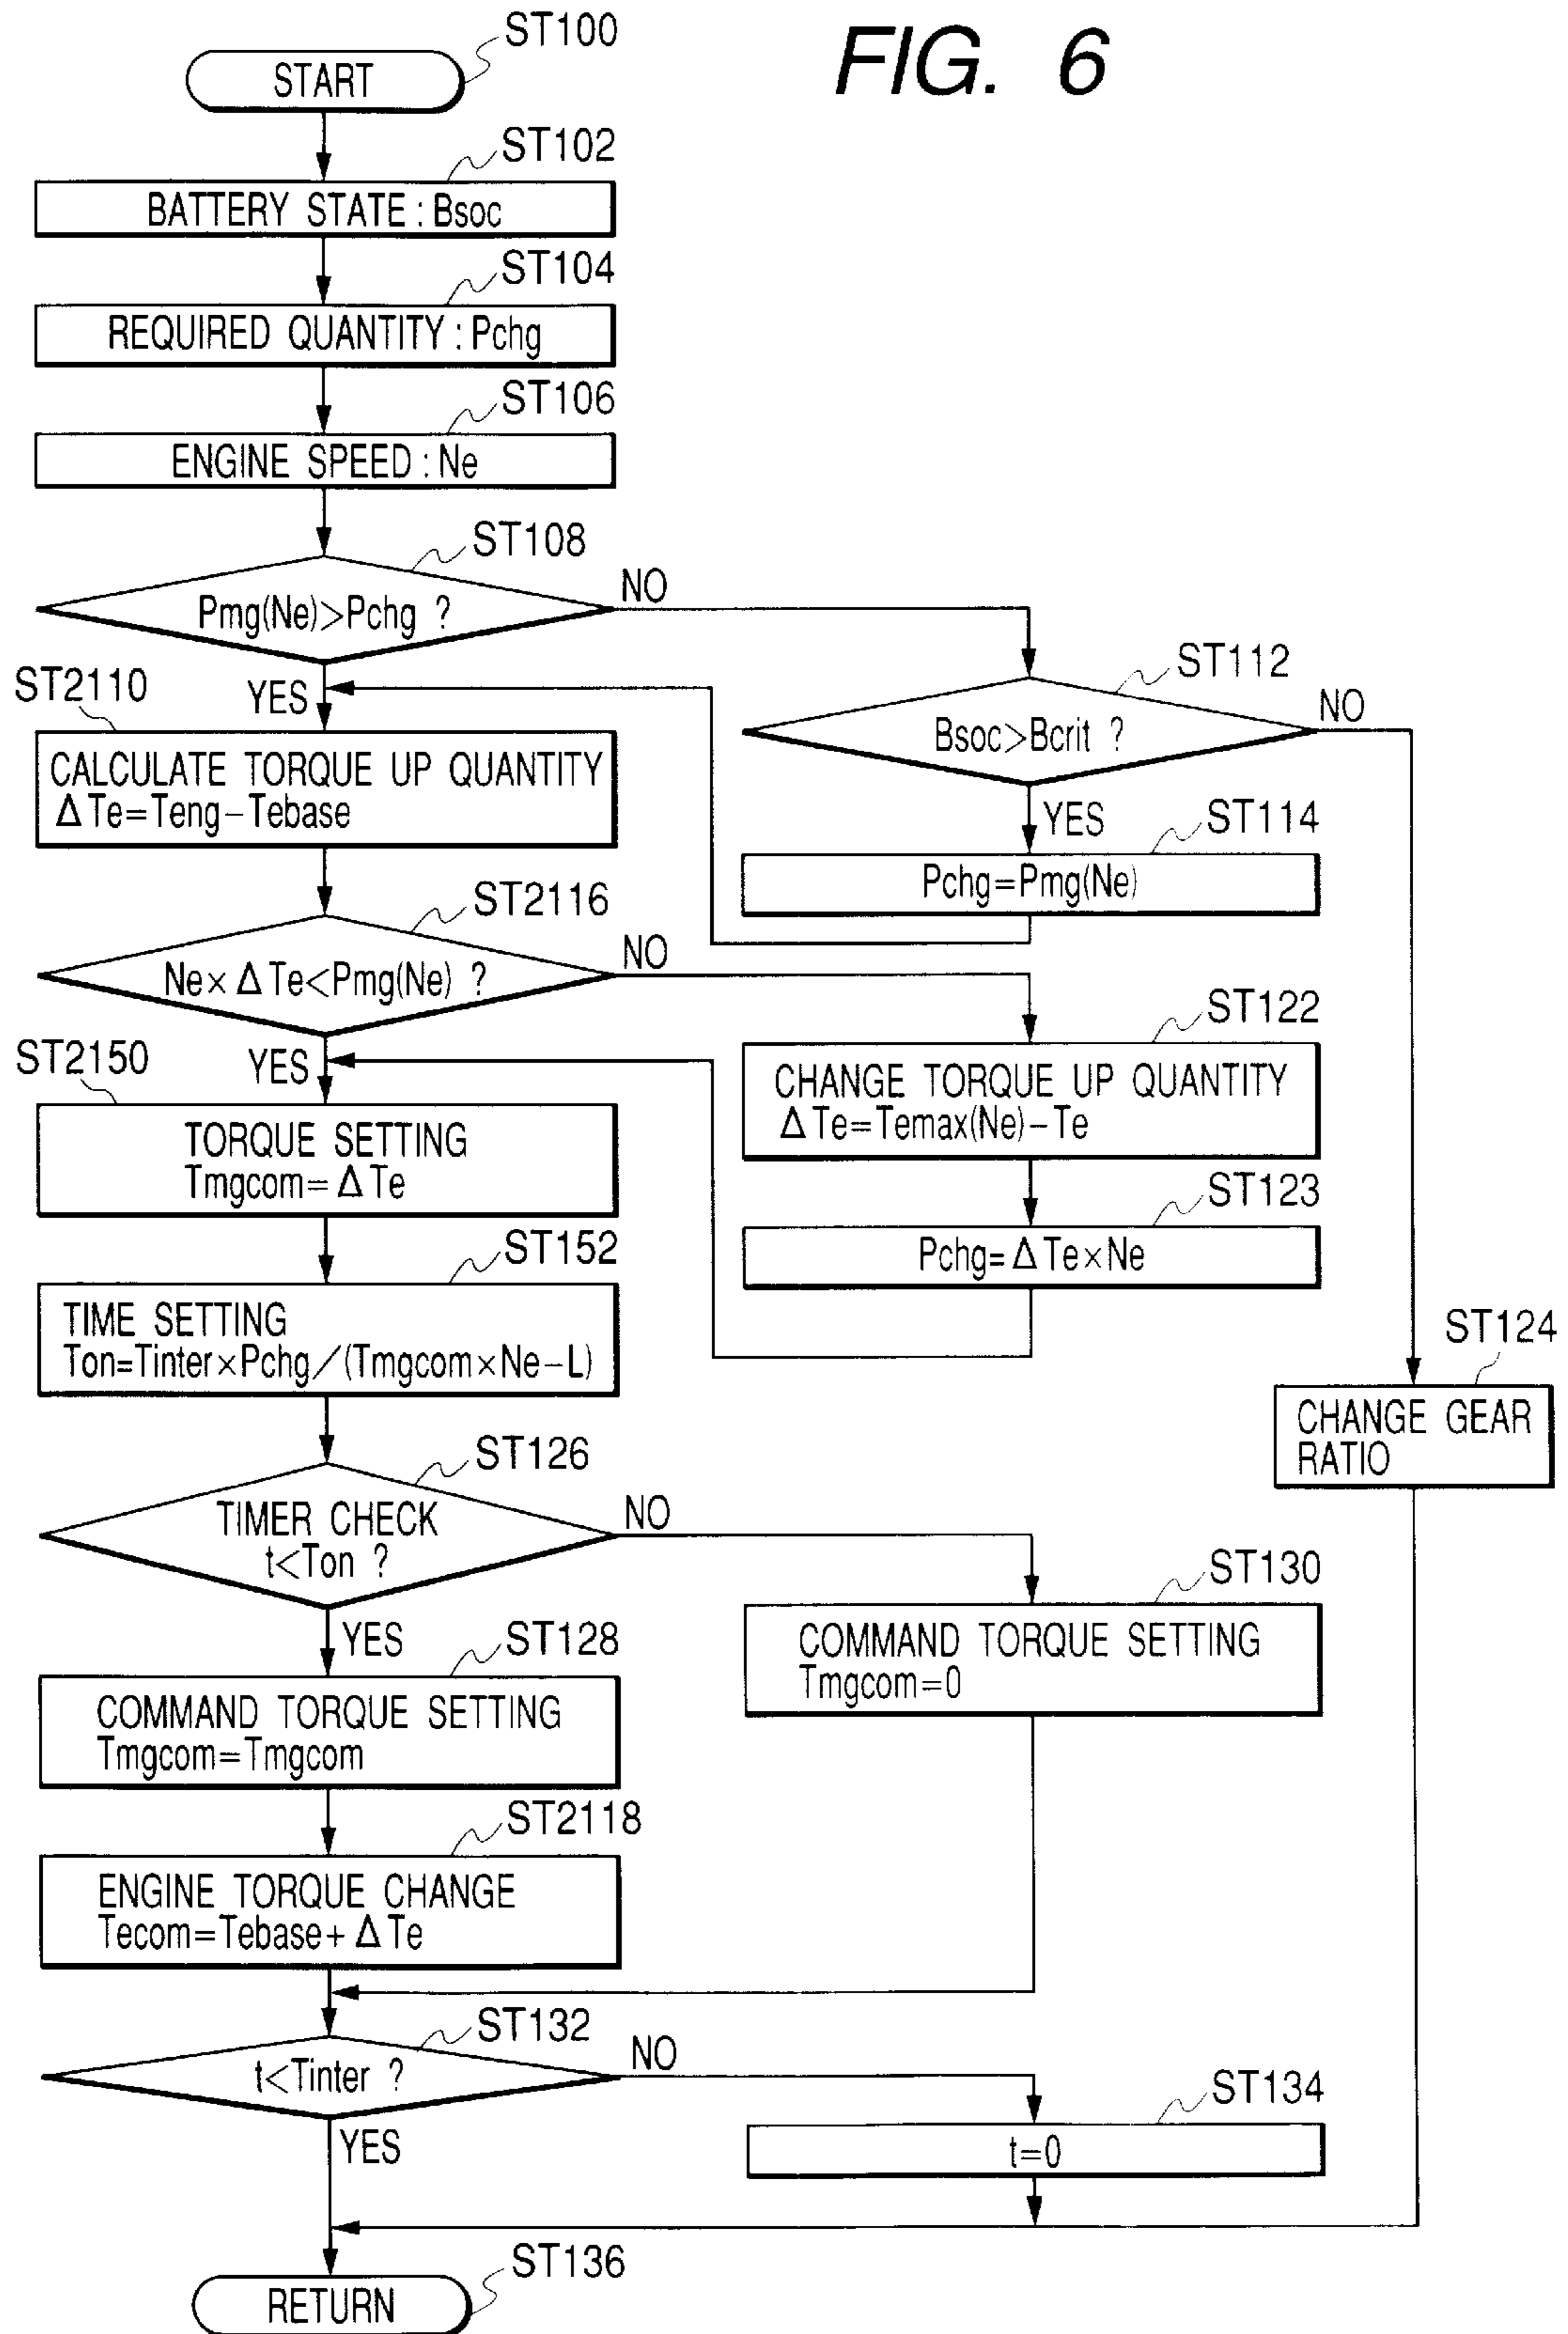 FIG. 6
ST100
START
ST102
BATTERY STATE : Bsoc
ST104
REQUIRED QUANTITY : Pchg
ST106
ENGINE SPEED : Ne
ST108
Pmg(Ne)>Pchg ?
NO
YES
ST112
Bsoc>Bcrit ?
NO
YES
ST2110
CALCULATE TORQUE UP QUANTITY
ΔTe=Teng−Tebase
ST114
Pchg=Pmg(Ne)
ST2116
Ne×ΔTe<Pmg(Ne) ?
NO
YES
ST122
CHANGE TORQUE UP QUANTITY
ΔTe=Temax(Ne)−Te
ST2150
TORQUE SETTING
Tmgcom=ΔTe
ST123
Pchg=ΔTe×Ne
ST152
TIME SETTING
Ton=Tinter×Pchg/(Tmgcom×Ne−L)
ST124
CHANGE GEAR
RATIO
ST126
TIMER CHECK
t<Ton ?
NO
YES
ST130
COMMAND TORQUE SETTING
Tmgcom=0
ST128
COMMAND TORQUE SETTING
Tmgcom=Tmgcom
ST2118
ENGINE TORQUE CHANGE
Tecom=Tebase+ΔTe
ST132
t<Tinter ?
NO
YES
ST134
t=0
ST136
RETURN